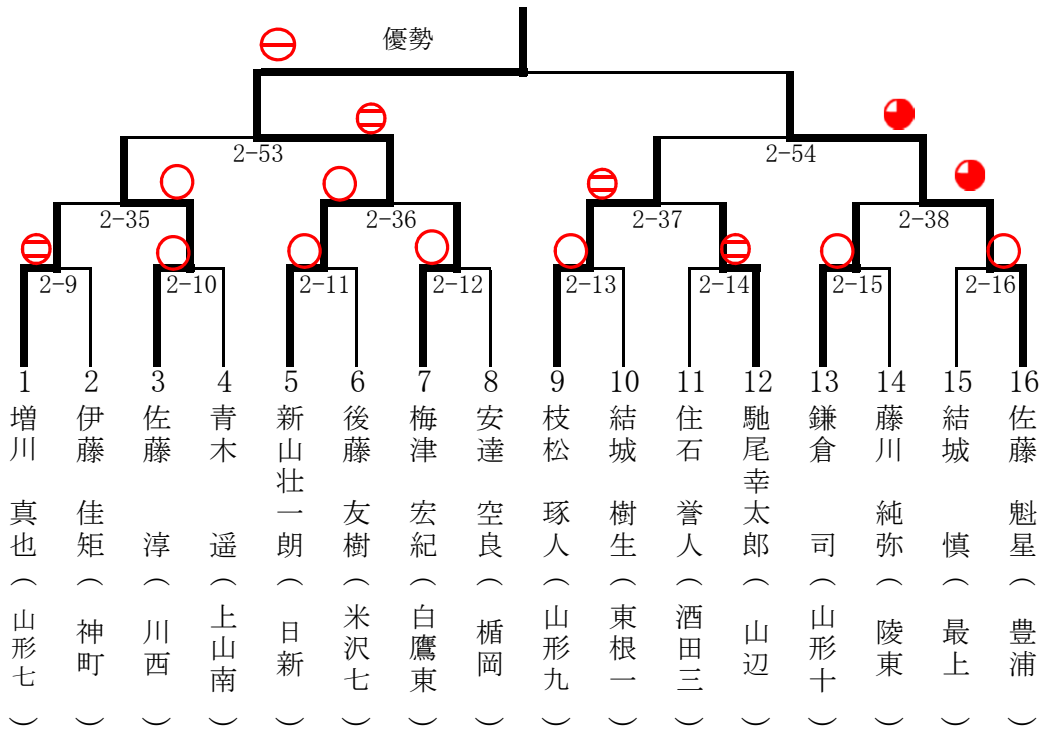 優勢
2-53
2-54
2-35
2-36
2-37
2-38
2-9
2-10
2-11
2-12
2-13
2-14
2-15
2-16
1 増川 真也（山形七）
2 伊藤 佳矩（神町）
3 佐藤 淳（川西）
4 青木 遥（上山南）
5 新山壮一朗（日新）
6 後藤 友樹（米沢七）
7 梅津 宏紀（白鷹東）
8 安達 空良（楯岡）
9 枝松 琢人（山形九）
10 結城 樹生（東根一）
11 住石 誉人（酒田三）
12 馳尾幸太郎（山辺）
13 鎌倉 司（山形十）
14 藤川 純弥（陵東）
15 結城 慎（最上）
16 佐藤 魁星（豊浦）